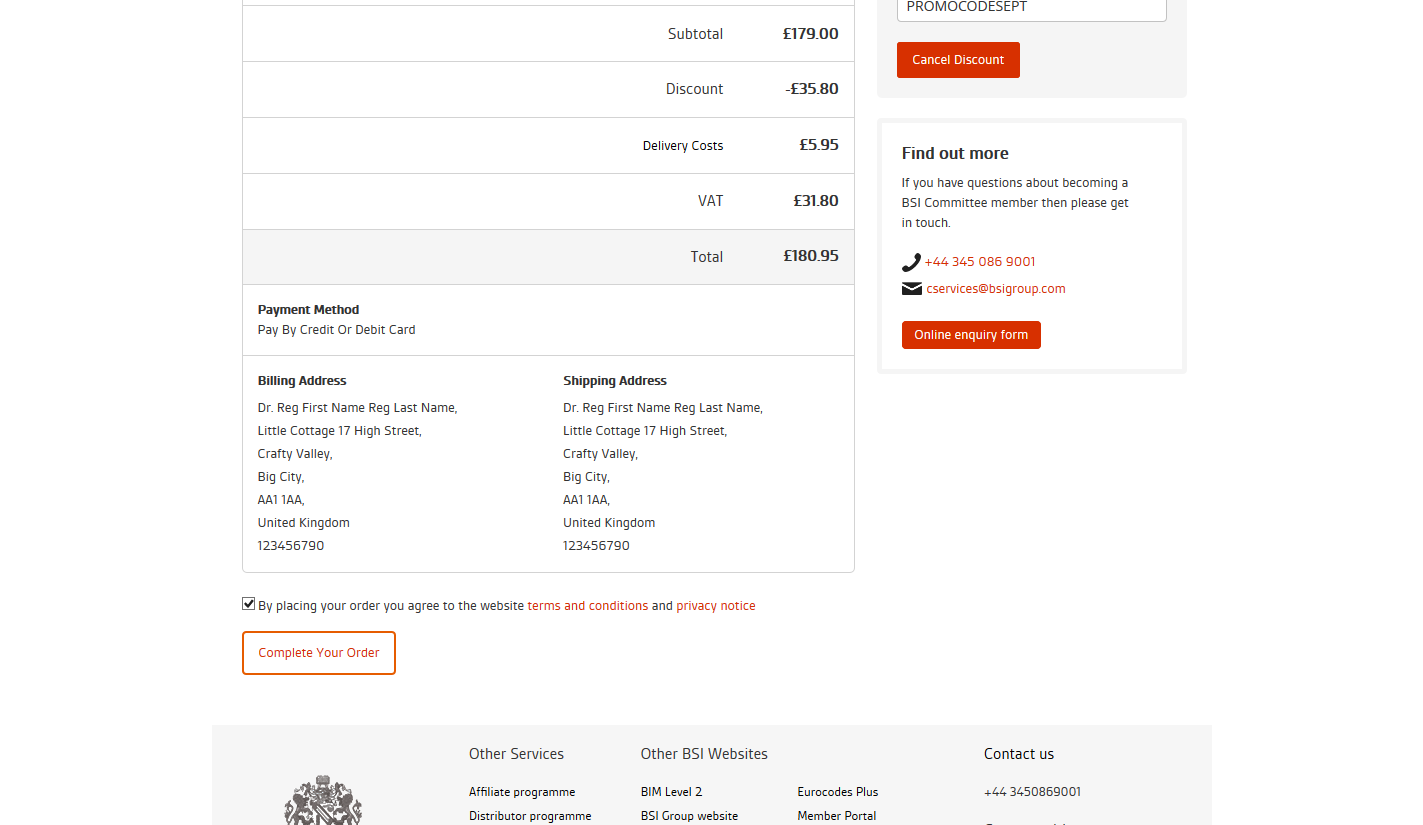 PROMOCODESEPT
Cancel Discount
Subtotal £179.00
Discount -£35.80
Delivery Costs £5.95
VAT £31.80
Total £180.95
Payment Method
Pay By Credit Or Debit Card
Billing Address
Dr. Reg First Name Reg Last Name,
Little Cottage 17 High Street,
Crafty Valley,
Big City,
AA1 1AA,
United Kingdom
123456790
Shipping Address
Dr. Reg First Name Reg Last Name,
Little Cottage 17 High Street,
Crafty Valley,
Big City,
AA1 1AA,
United Kingdom
123456790
By placing your order you agree to the website terms and conditions and privacy notice
Complete Your Order
Find out more
If you have questions about becoming a
BSI Committee member then please get
in touch.
+44 345 086 9001
cservices@bsigroup.com
Online enquiry form
Other Services
Affiliate programme
Distributor programme
Other BSI Websites
BIM Level 2
BSI Group website
Eurocodes Plus
Member Portal
Contact us
+44 3450869001